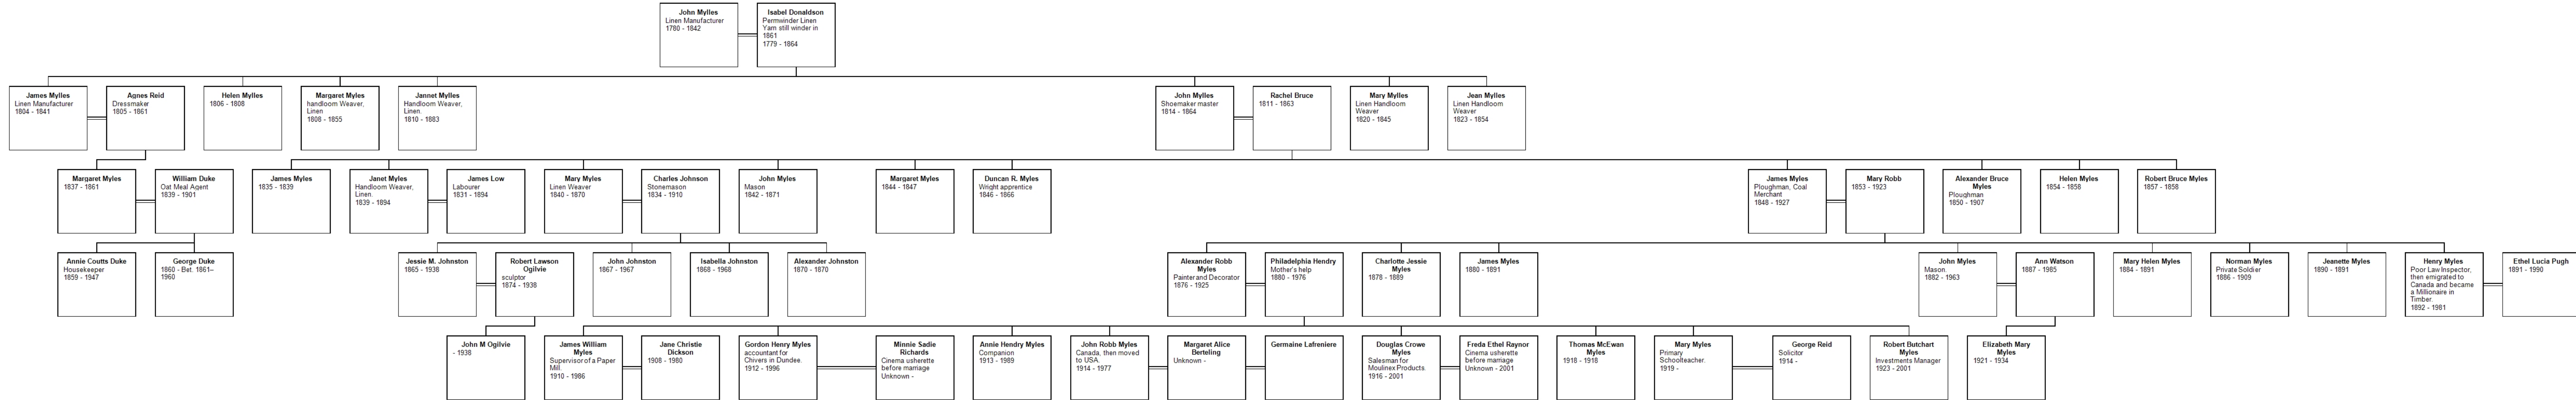 John Mylles
Linen Manufacturer
1780 - 1842
Isabel Donaldson
Permwinder Linen
Yarn still winder in
1861
1779 - 1864
James Mylles
Linen Manufacturer
1804 - 1841
Agnes Reid
Dressmaker
1805 - 1861
Helen Mylles
1806 - 1808
Margaret Myles
handloom Weaver,
Linen
1808 - 1855
Jannet Mylles
Handloom Weaver,
Linen.
1810 - 1883
John Mylles
Shoemaker master
1814 - 1864
Rachel Bruce
1811 - 1863
Mary Mylles
Linen Handloom
Weaver
1820 - 1845
Jean Mylles
Linen Handloom
Weaver
1823 - 1854
Margaret Myles
1837 - 1861
William Duke
Oat Meal Agent
1839 - 1901
James Myles
1835 - 1839
Janet Myles
Handloom Weaver,
Linen.
1839 - 1894
James Low
Labourer
1831 - 1894
Mary Myles
Linen Weaver
1840 - 1870
Charles Johnson
Stonemason
1834 - 1910
John Myles
Mason
1842 - 1871
Margaret Myles
1844 - 1847
Duncan R. Myles
Wright apprentice
1846 - 1866
James Myles
Ploughman, Coal
Merchant
1848 - 1927
Mary Robb
1853 - 1923
Alexander Bruce
Myles
Ploughman
1850 - 1907
Helen Myles
1854 - 1858
Robert Bruce Myles
1857 - 1858
Annie Coutts Duke
Housekeeper
1859 - 1947
George Duke
1860 - Bet. 1861–
1960
Jessie M. Johnston
1865 - 1938
Robert Lawson
Ogilvie
sculptor
1874 - 1938
John Johnston
1867 - 1967
Isabella Johnston
1868 - 1968
Alexander Johnston
1870 - 1870
Alexander Robb
Myles
Painter and Decorator
1876 - 1925
Philadelphia Hendry
Mother's help
1880 - 1976
Charlotte Jessie
Myles
1878 - 1889
James Myles
1880 - 1891
John Myles
Mason.
1882 - 1963
Ann Watson
1887 - 1985
Mary Helen Myles
1884 - 1891
Norman Myles
Private Soldier
1886 - 1909
Jeanette Myles
1890 - 1891
Henry Myles
Poor Law Inspector,
then emigrated to
Canada and became
a Millionaire in
Timber.
1892 - 1981
Ethel Lucia Pugh
1891 - 1990
John M Ogilvie
- 1938
James William
Myles
Supervisor of a Paper
Mill.
1910 - 1986
Jane Christie
Dickson
1908 - 1980
Gordon Henry Myles
accountant for
Chivers in Dundee.
1912 - 1996
Minnie Sadie
Richards
Cinema usherette
before marriage
Unknown -
Annie Hendry Myles
Companion
1913 - 1989
John Robb Myles
Canada, then moved
to USA.
1914 - 1977
Margaret Alice
Berteling
Unknown -
Germaine Lafreniere
Douglas Crowe
Myles
Salesman for
Moulinex Products.
1916 - 2001
Freda Ethel Raynor
Cinema usherette
before marriage
Unknown - 2001
Thomas McEwan
Myles
1918 - 1918
Mary Myles
Primary
Schoolteacher.
1919 -
George Reid
Solicitor
1914 -
Robert Butchart
Myles
Investments Manager
1923 - 2001
Elizabeth Mary
Myles
1921 - 1934